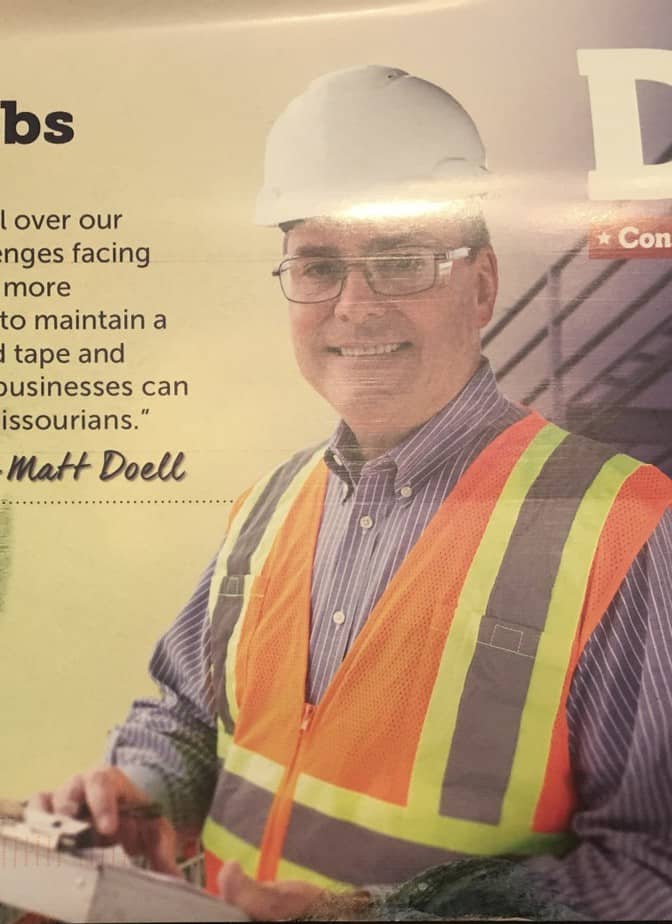 bs
l over our
enges facing
more
to maintain a
d tape and
businesses can
issourians.”
-Matt Doell
D
★ Con